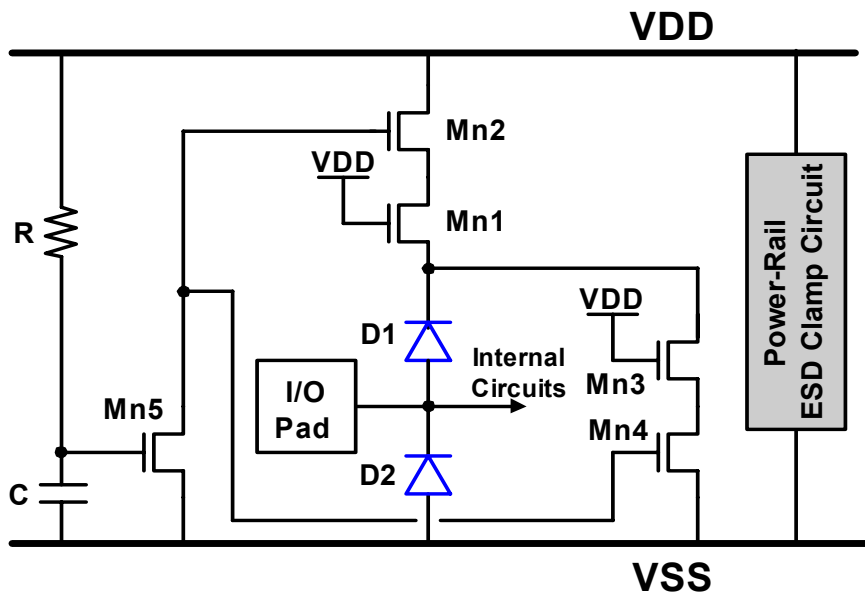 VDD
Mn2
VDD
Mn1
R
VDD
D1
Internal
Circuits
I/O
Pad
Mn3
Mn5
Mn4
D2
C
Power-Rail
ESD Clamp Circuit
VSS